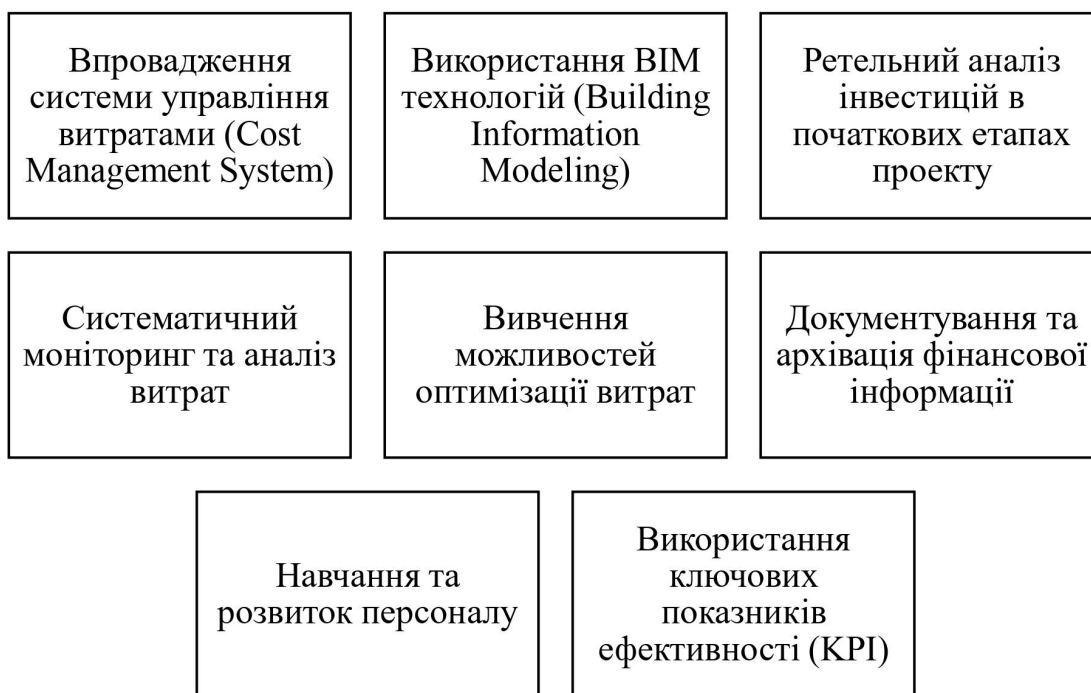 Впровадження
системи управління
витратами (Cost
Management System)
Використання BIM
технологій (Building
Information
Modeling)
Ретельний аналіз
інвестицій в
початкових етапах
проекту
Систематичний
моніторинг та аналіз
витрат
Вивчення
можливостей
оптимізації витрат
Документування та
архівація фінансової
інформації
Навчання та
розвиток персоналу
Використання
ключових
показників
ефективності (KPI)